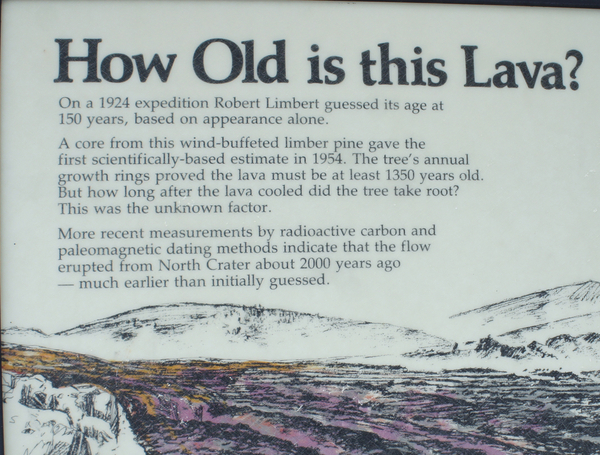 How Old is this Lava?
On a 1924 expedition Robert Limbert guessed its age at
150 years, based on appearance alone.
A core from this wind-buffeted limber pine gave the
first scientifically-based estimate in 1954. The tree's annual
growth rings proved the lava must be at least 1350 years old.
But how long after the lava cooled did the tree take root?
This was the unknown factor.
More recent measurements by radioactive carbon and
paleomagnetic dating methods indicate that the flow
erupted from North Crater about 2000 years ago
— much earlier than initially guessed.